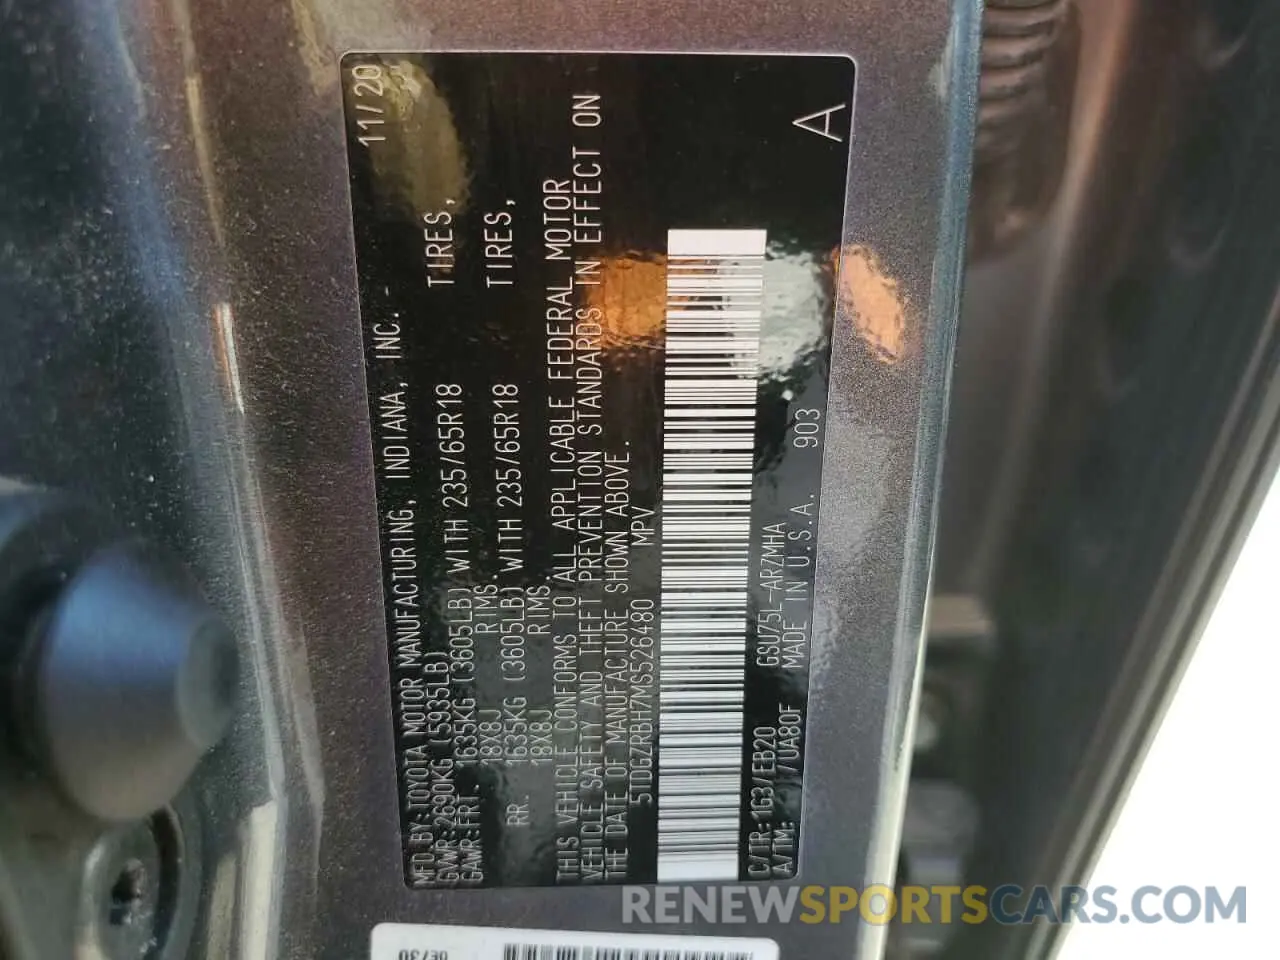 MFD BY:TOYOTA MOTOR MANUFACTURING, INDIANA, INC. 11/20
GVWR:2690KG (5935LB)
GAWR:FRT. 1635KG(3605LB) WITH 235/65R18 TIRES,
18X8J RIMS.
RR. 1635KG(3605LB) WITH 235/65R18 TIRES,
18X8J RIMS.
THIS VEHICLE CONFORMS TO ALL APPLICABLE FEDERAL MOTOR
VEHICLE SAFETY AND THEFT PREVENTION STANDARDS IN EFFECT ON
THE DATE OF MANUFACTURE SHOWN ABOVE.
5TDGZRBH7MS526480 MPV
C/TR:1G3/EB20 GSU75L-ARZMHA
A/TM: -/UA80F MADE IN U.S.A. 903
A
0E730
RENEWSPORTSCARS.COM